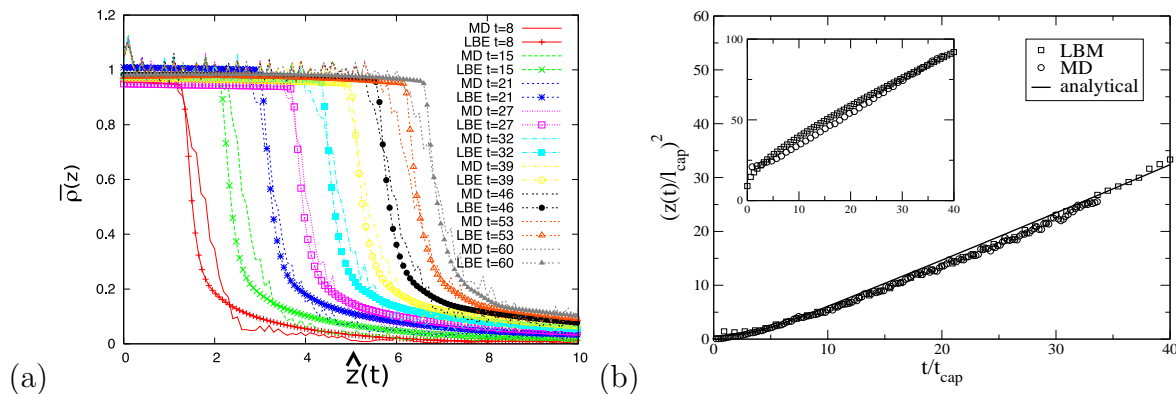 1.2
1
0.8
0.6
0.4
0.2
0
ρ̅(z)
MD t=8
LBE t=8
MD t=15
LBE t=15
MD t=21
LBE t=21
MD t=27
LBE t=27
MD t=32
LBE t=32
MD t=39
LBE t=39
MD t=46
LBE t=46
MD t=53
LBE t=53
MD t=60
LBE t=60
0 2 4 6 8 10
ẑ(t)
(a)
60
50
40
30
20
10
0
(z(t)/l_cap)^2
100
75
50
25
0
0 10 20 30 40
LBM
MD
analytical
0 10 20 30 40
t/t_cap
(b)